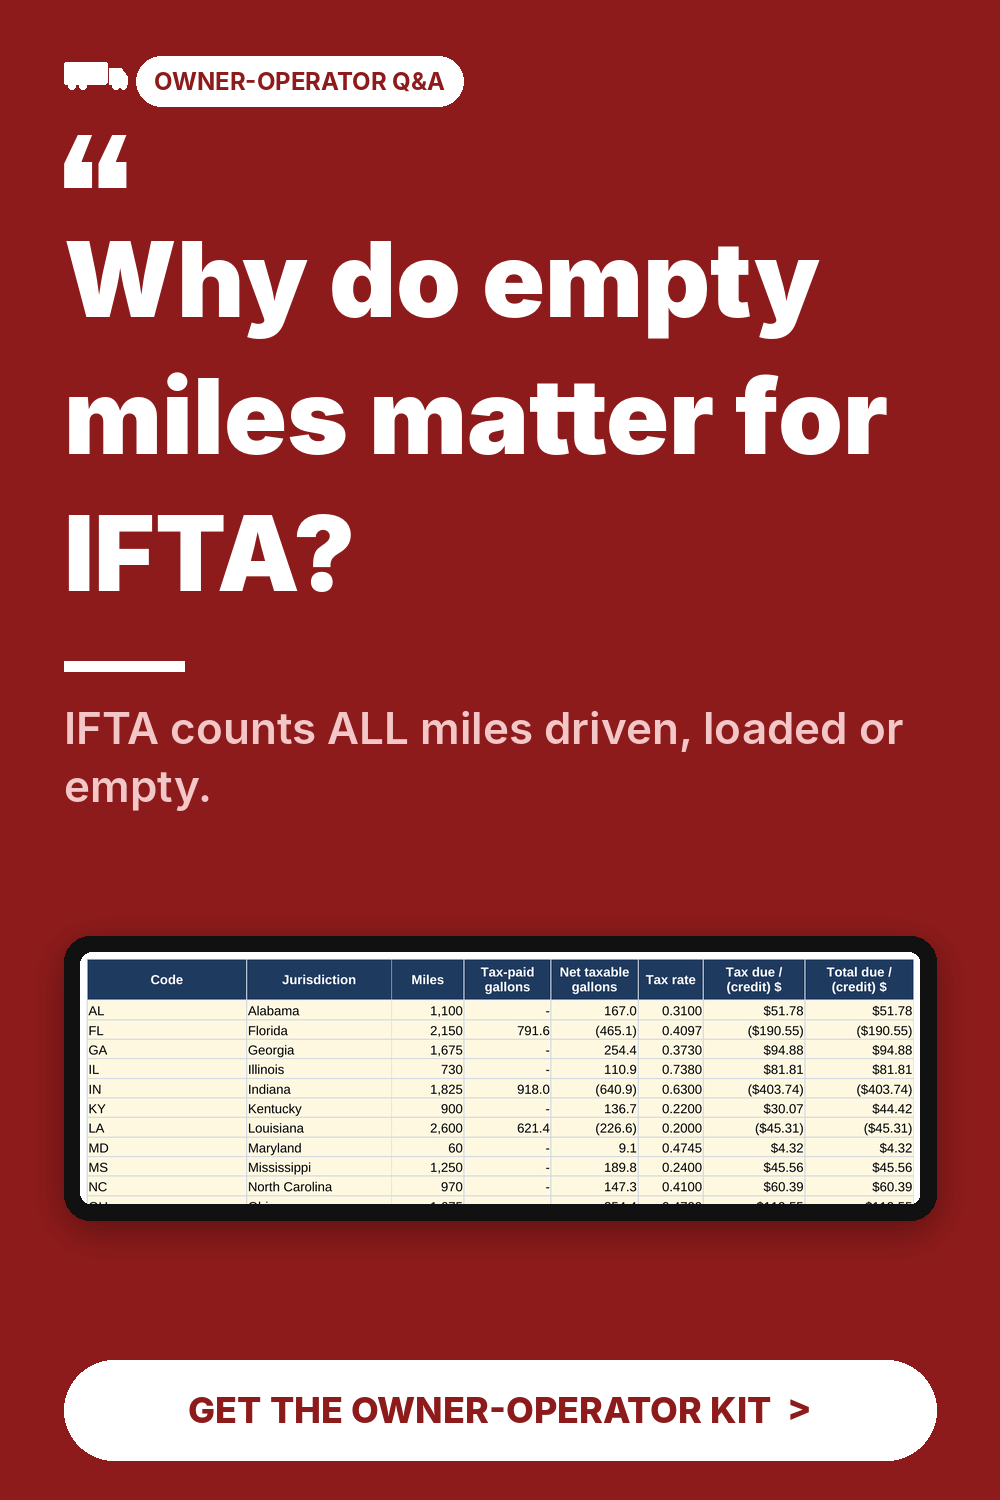 OWNER-OPERATOR Q&A
“
Why do empty
miles matter for
IFTA?
IFTA counts ALL miles driven, loaded or
empty.
Code Jurisdiction Miles Tax-paid gallons Net taxable gallons Tax rate Tax due / (credit) $ Total due / (credit) $
AL Alabama 1,100 - 167.0 0.3100 $51.78 $51.78
FL Florida 2,150 791.6 (465.1) 0.4097 ($190.55) ($190.55)
GA Georgia 1,675 - 254.4 0.3730 $94.88 $94.88
IL Illinois 730 - 110.9 0.7380 $81.81 $81.81
IN Indiana 1,825 918.0 (640.9) 0.6300 ($403.74) ($403.74)
KY Kentucky 900 - 136.7 0.2200 $30.07 $44.42
LA Louisiana 2,600 621.4 (226.6) 0.2000 ($45.31) ($45.31)
MD Maryland 60 - 9.1 0.4745 $4.32 $4.32
MS Mississippi 1,250 - 189.8 0.2400 $45.56 $45.56
NC North Carolina 970 - 147.3 0.4100 $60.39 $60.39
GET THE OWNER-OPERATOR KIT >